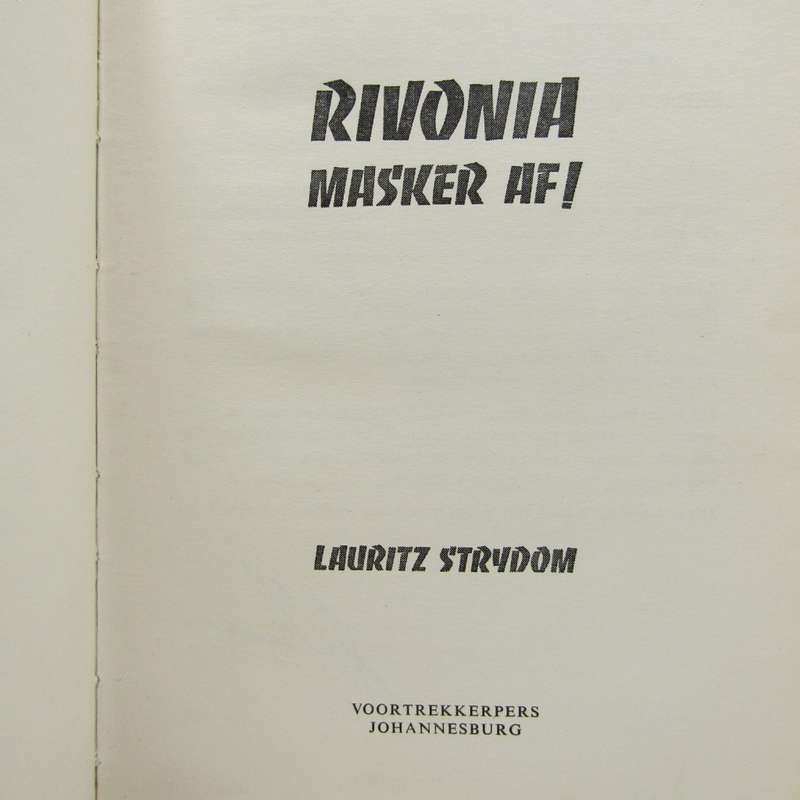 RIVONIA
MASKER AF!
LAURITZ STRYDOM
VOORTREKKERPERS
JOHANNESBURG